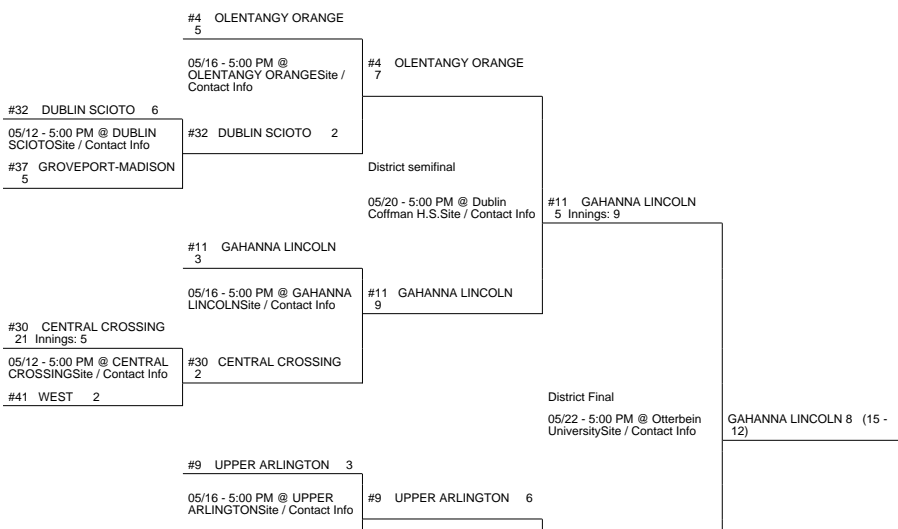 #4 OLENTANGY ORANGE
5
05/16 - 5:00 PM @
OLENTANGY ORANGESite /
Contact Info
#4 OLENTANGY ORANGE
7
#32 DUBLIN SCIOTO 6
05/12 - 5:00 PM @ DUBLIN
SCIOTOSite / Contact Info
#32 DUBLIN SCIOTO 2
#37 GROVEPORT-MADISON
5
District semifinal
05/20 - 5:00 PM @ Dublin
Coffman H.S.Site / Contact Info
#11 GAHANNA LINCOLN
5 Innings: 9
#11 GAHANNA LINCOLN
3
05/16 - 5:00 PM @ GAHANNA
LINCOLNSite / Contact Info
#11 GAHANNA LINCOLN
9
#30 CENTRAL CROSSING
21 Innings: 5
05/12 - 5:00 PM @ CENTRAL
CROSSINGSite / Contact Info
#30 CENTRAL CROSSING
2
#41 WEST 2
District Final
05/22 - 5:00 PM @ Otterbein
UniversitySite / Contact Info
GAHANNA LINCOLN 8 (15 -
12)
#9 UPPER ARLINGTON 3
05/16 - 5:00 PM @ UPPER
ARLINGTONSite / Contact Info
#9 UPPER ARLINGTON 6